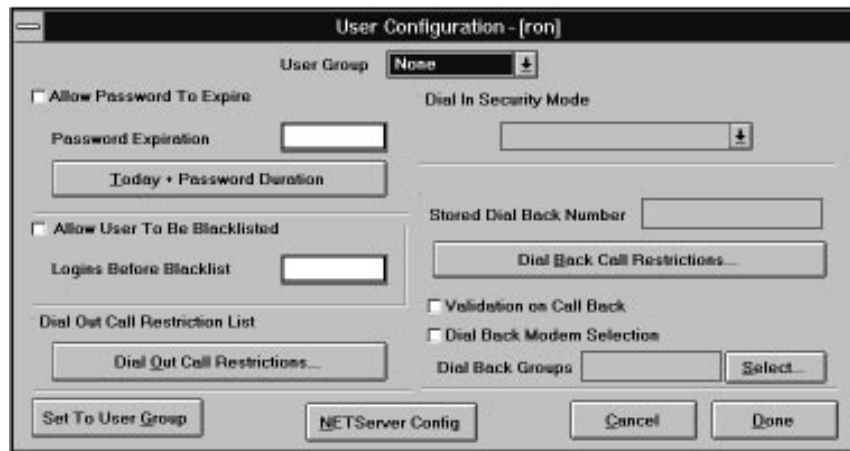 User Configuration - [ron]
User Group None
Allow Password To Expire
Password Expiration
Today + Password Duration
Allow User To Be Blacklisted
Logins Before Blacklist
Dial Out Call Restriction List
Dial Out Call Restrictions...
Dial In Security Mode
Stored Dial Back Number
Dial Back Call Restrictions...
Validation on Call Back
Dial Back Modem Selection
Dial Back Groups Select...
Set To User Group NETServer Config Cancel Done